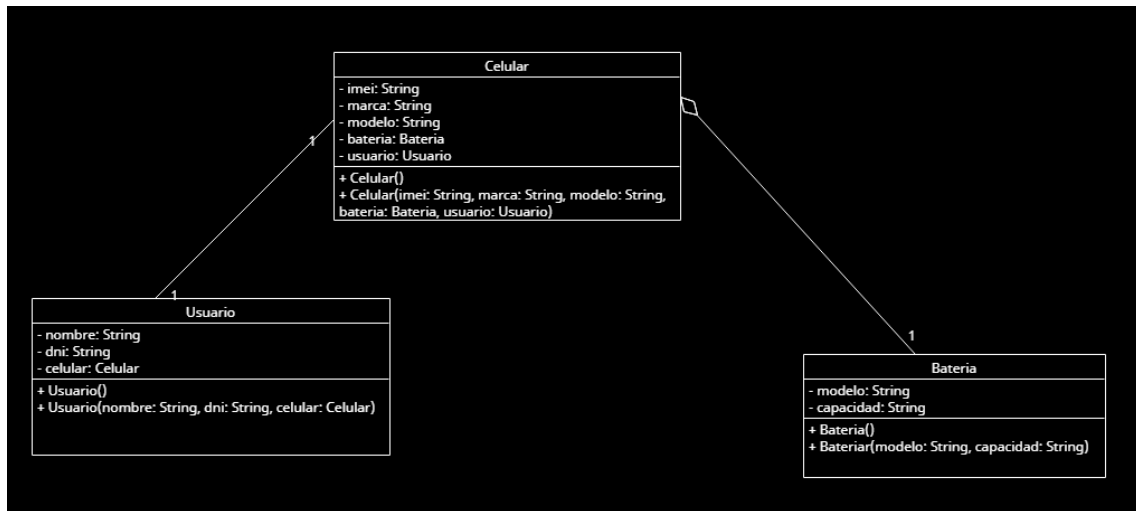 Celular
- imei: String
- marca: String
- modelo: String
- bateria: Bateria
- usuario: Usuario
+ Celular()
+ Celular(imei: String, marca: String, modelo: String,
bateria: Bateria, usuario: Usuario)
1
1
Usuario
- nombre: String
- dni: String
- celular: Celular
+ Usuario()
+ Usuario(nombre: String, dni: String, celular: Celular)
1
Bateria
- modelo: String
- capacidad: String
+ Bateria()
+ Bateriar(modelo: String, capacidad: String)